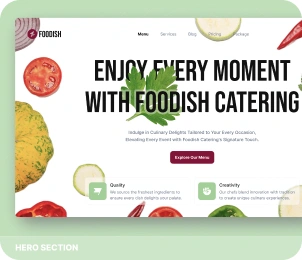 FOODISH
Menu Services Blog Pricing Package
ENJOY EVERY MOMENT
WITH FOODISH CATERING
Indulge in Culinary Delights Tailored to Your Every Occasion,
Elevating Every Event with Foodish Catering's Signature Touch.
Explore Our Menu
Quality
We source the freshest ingredients to
ensure every dish delights your palate.
Creativity
Our chefs blend innovation with tradition
to create unique culinary experiences.
HERO SECTION